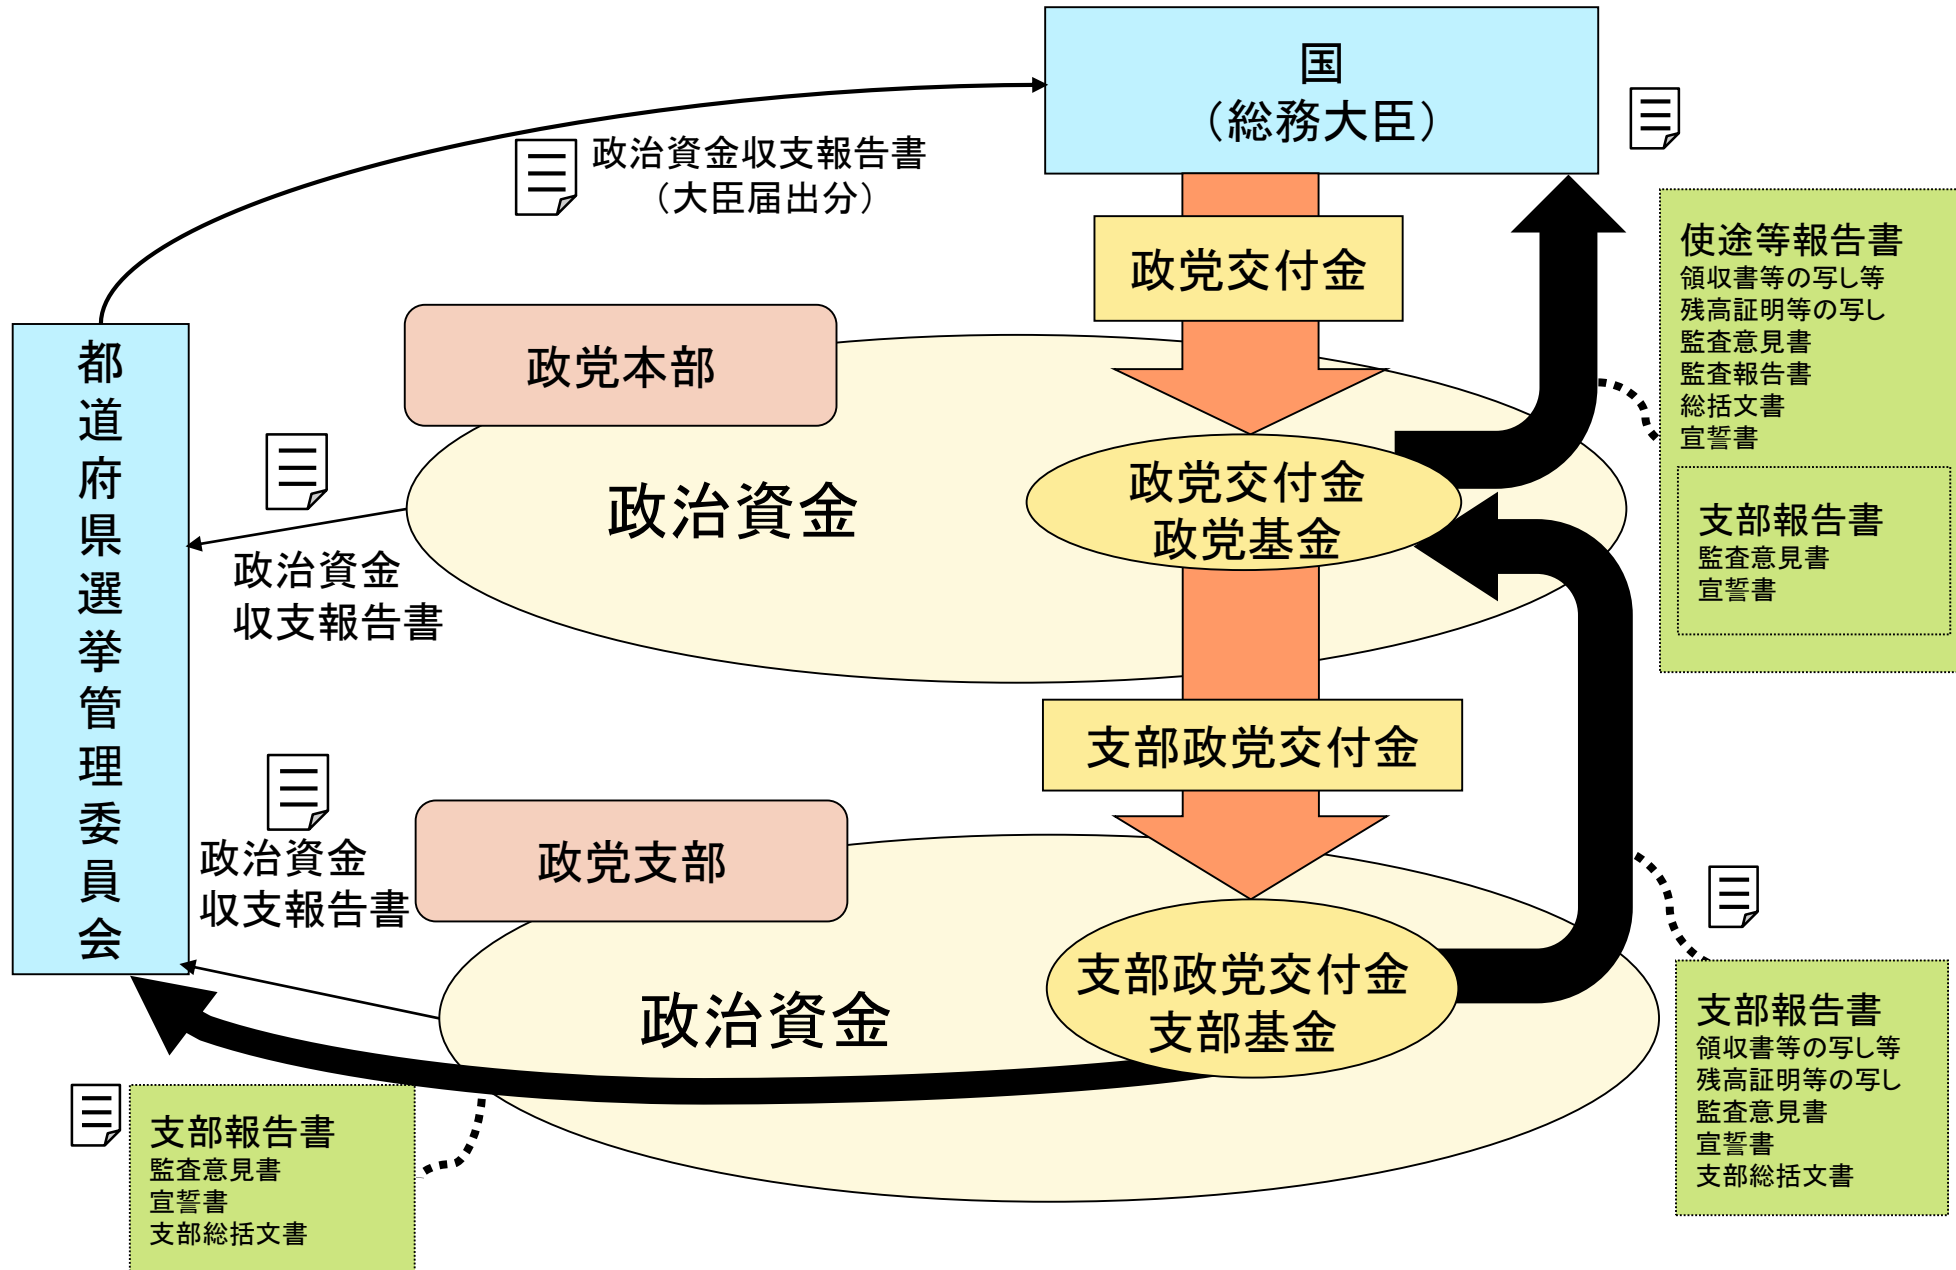 国
（総務大臣）
政治資金収支報告書
（大臣届出分）
政党交付金
使途等報告書
領収書等の写し等
残高証明等の写し
監査意見書
監査報告書
総括文書
宣誓書
支部報告書
監査意見書
宣誓書
都道府県選挙管理委員会
政党本部
政治資金
政党交付金
政党基金
政治資金
収支報告書
支部政党交付金
政党支部
政治資金
収支報告書
政治資金
支部政党交付金
支部基金
支部報告書
領収書等の写し等
残高証明等の写し
監査意見書
宣誓書
支部総括文書
支部報告書
監査意見書
宣誓書
支部総括文書